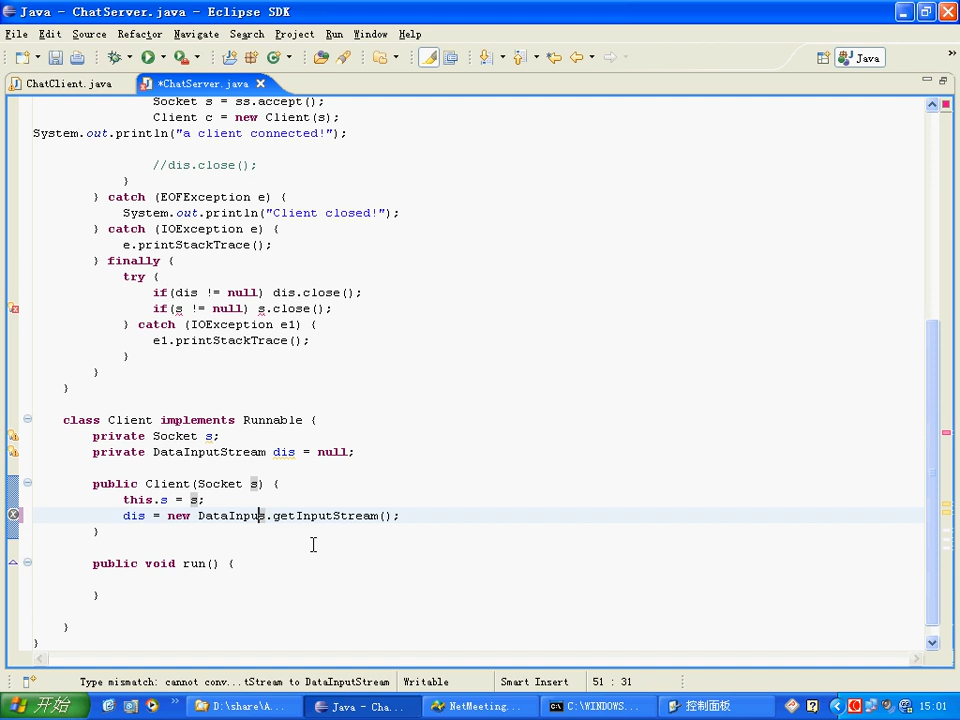 Java - ChatServer.java - Eclipse SDK
File Edit Source Refactor Navigate Search Project Run Window Help
Java
ChatClient.java *ChatServer.java
Socket s = ss.accept();
Client c = new Client(s);
System.out.println("a client connected!");
//dis.close();
}
} catch (EOFException e) {
System.out.println("Client closed!");
} catch (IOException e) {
e.printStackTrace();
} finally {
try {
if(dis != null) dis.close();
if(s != null) s.close();
} catch (IOException e1) {
e1.printStackTrace();
}
}
}
class Client implements Runnable {
private Socket s;
private DataInputStream dis = null;
public Client(Socket s) {
this.s = s;
dis = new DataInpus.getInputStream();
}
public void run() {
}
}
}
Type mismatch: cannot conv...tStream to DataInputStream Writable Smart Insert 51 : 31
开始 D:\share\A... Java - Cha... NetMeeting... C:\WINDOWS... 控制面板 15:01